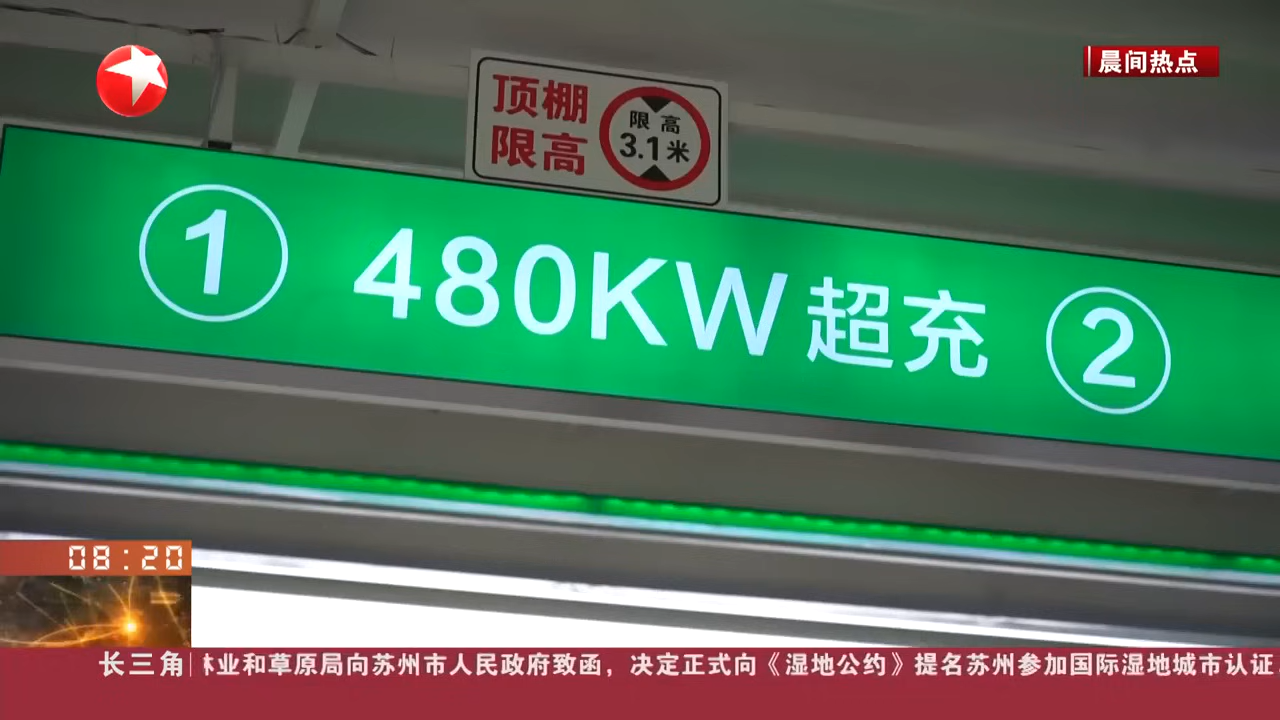 晨间热点
顶棚
限高
限高
3.1米
1 480KW超充 2
08:20
长三角 业和草原局向苏州市人民政府致函，决定正式向《湿地公约》提名苏州参加国际湿地城市认证